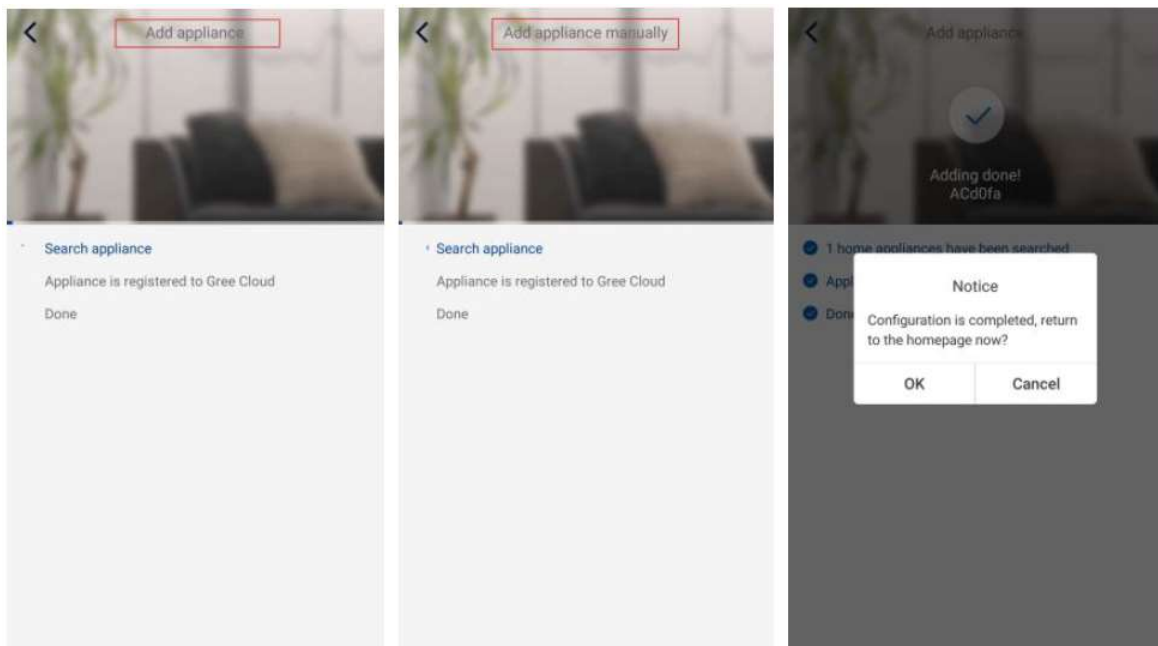 Add appliance
Search appliance
Appliance is registered to Gree Cloud
Done
Add appliance manually
Search appliance
Appliance is registered to Gree Cloud
Done
Add appliance
Adding done!
ACd0fa
1 home appliances have been searched
Appl
Done
Notice
Configuration is completed, return
to the homepage now?
OK
Cancel